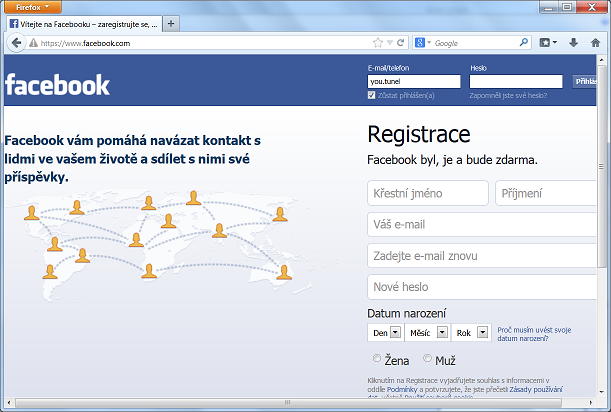 Firefox
Vítejte na Facebooku – zaregistrujte se, ...
https://www.facebook.com
Google
facebook
E-mail/telefon
Heslo
you.tunel
Přihlás
Zůstat přihlášen(a)
Zapomněli jste své heslo?
Facebook vám pomáhá navázat kontakt s
lidmi ve vašem životě a sdílet s nimi své
příspěvky.
Registrace
Facebook byl, je a bude zdarma.
Křestní jméno
Příjmení
Váš e-mail
Zadejte e-mail znovu
Nové heslo
Datum narození
Den
Měsíc
Rok
Proč musím uvést svoje
datum narození?
Žena
Muž
Kliknutím na Registrace vyjadřujete souhlas s informacemi v
oddíle Podmínky a potvrzujete, že jste přečetli Zásady používání